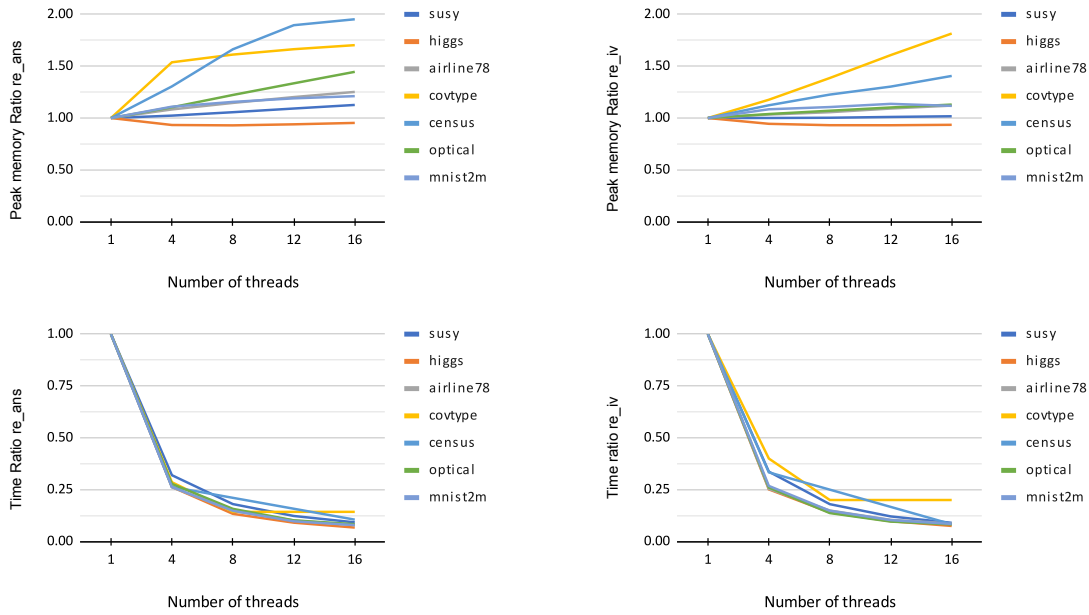 Peak memory Ratio re_ans
2.00
1.50
1.00
0.50
0.00
1 4 8 12 16
Number of threads
susy
higgs
airline78
covtype
census
optical
mnist2m
Peak memory Ratio re_iv
2.00
1.50
1.00
0.50
0.00
1 4 8 12 16
Number of threads
susy
higgs
airline78
covtype
census
optical
mnist2m
Time Ratio re_ans
1.00
0.75
0.50
0.25
0.00
1 4 8 12 16
Number of threads
susy
higgs
airline78
covtype
census
optical
mnist2m
Time ratio re_iv
1.00
0.75
0.50
0.25
0.00
1 4 8 12 16
Number of threads
susy
higgs
airline78
covtype
census
optical
mnist2m